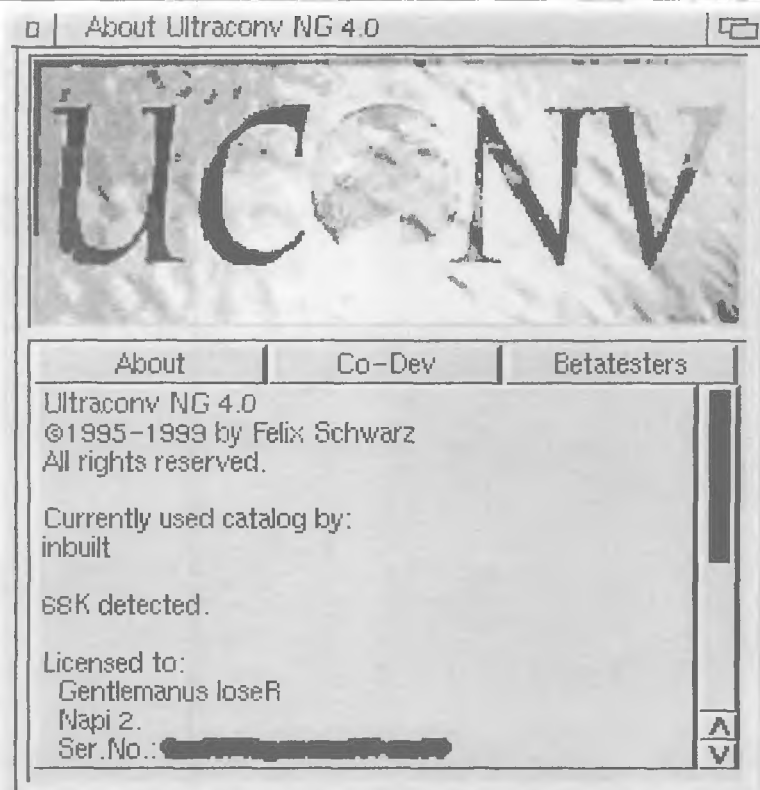 About Ultraconv NG 4.0
UCONV
About Co-Dev Betatesters
Ultraconv NG 4.0
©1995-1999 by Felix Schwarz
All rights reserved.
Currently used catalog by:
inbuilt
68K detected.
Licensed to:
Gentlemanus loseR
Napi 2.
Ser.No.: